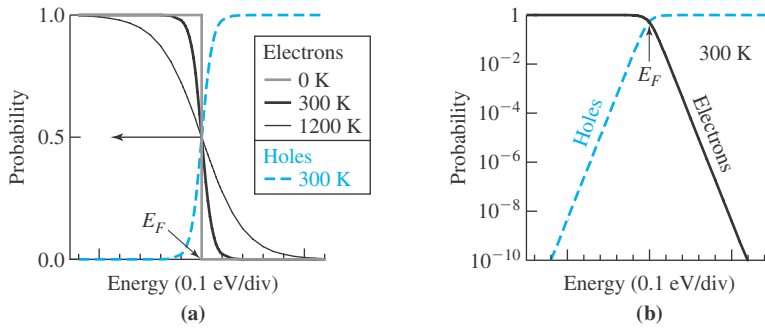 1.0
0.5
0.0
Probability
Electrons
0 K
300 K
1200 K
Holes
300 K
E_F
Energy (0.1 eV/div)
(a)
1
10^−2
10^−4
10^−6
10^−8
10^−10
Probability
300 K
E_F
Holes
Electrons
Energy (0.1 eV/div)
(b)